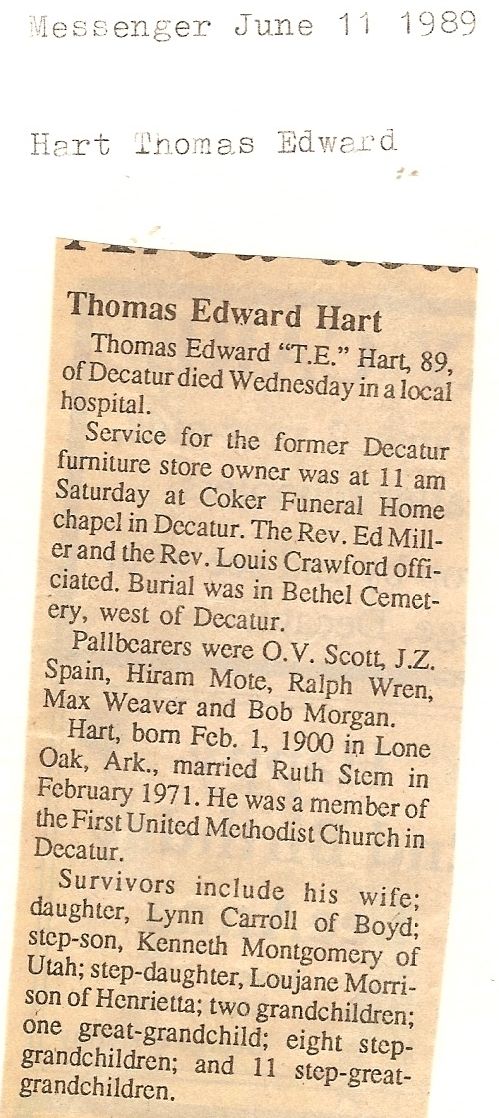 Messenger June 11 1989
Hart Thomas Edward
Thomas Edward Hart
Thomas Edward “T.E.” Hart, 89,
of Decatur died Wednesday in a local
hospital.
Service for the former Decatur
furniture store owner was at 11 am
Saturday at Coker Funeral Home
chapel in Decatur. The Rev. Ed Mill-
er and the Rev. Louis Crawford offi-
ciated. Burial was in Bethel Cemet-
ery, west of Decatur.
Pallbearers were O.V. Scott, J.Z.
Spain, Hiram Mote, Ralph Wren,
Max Weaver and Bob Morgan.
Hart, born Feb. 1, 1900 in Lone
Oak, Ark., married Ruth Stem in
February 1971. He was a member of
the First United Methodist Church in
Decatur.
Survivors include his wife;
daughter, Lynn Carroll of Boyd;
step-son, Kenneth Montgomery of
Utah; step-daughter, Loujane Morri-
son of Henrietta; two grandchildren;
one great-grandchild; eight step-
grandchildren; and 11 step-great-
grandchildren.